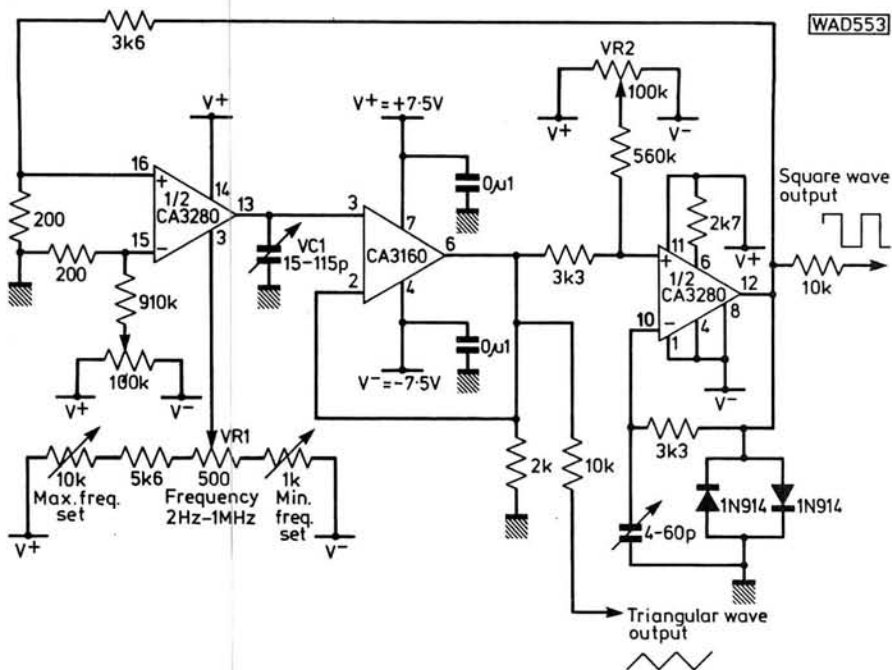 3k6
WAD553
VR2
V+
V+ = +7·5V
100k
V+
V-
16
14
13
560k
0µ1
Square wave
output
200
1/2
CA3280
3
VC1
15-115p
3
7
2k7
15
CA3160
6
11
6
V+
200
2
4
3k3
1/2
CA3280
12
10k
910k
10
8
1
4
0µ1
V-
100k
V- = -7·5V
V+
V-
3k3
VR1
2k
10k
10k
5k6
500
1k
1N914
1N914
Max.freq.
set
Frequency
2Hz-1MHz
Min.
freq.
set
4-60p
V+
V-
Triangular wave
output